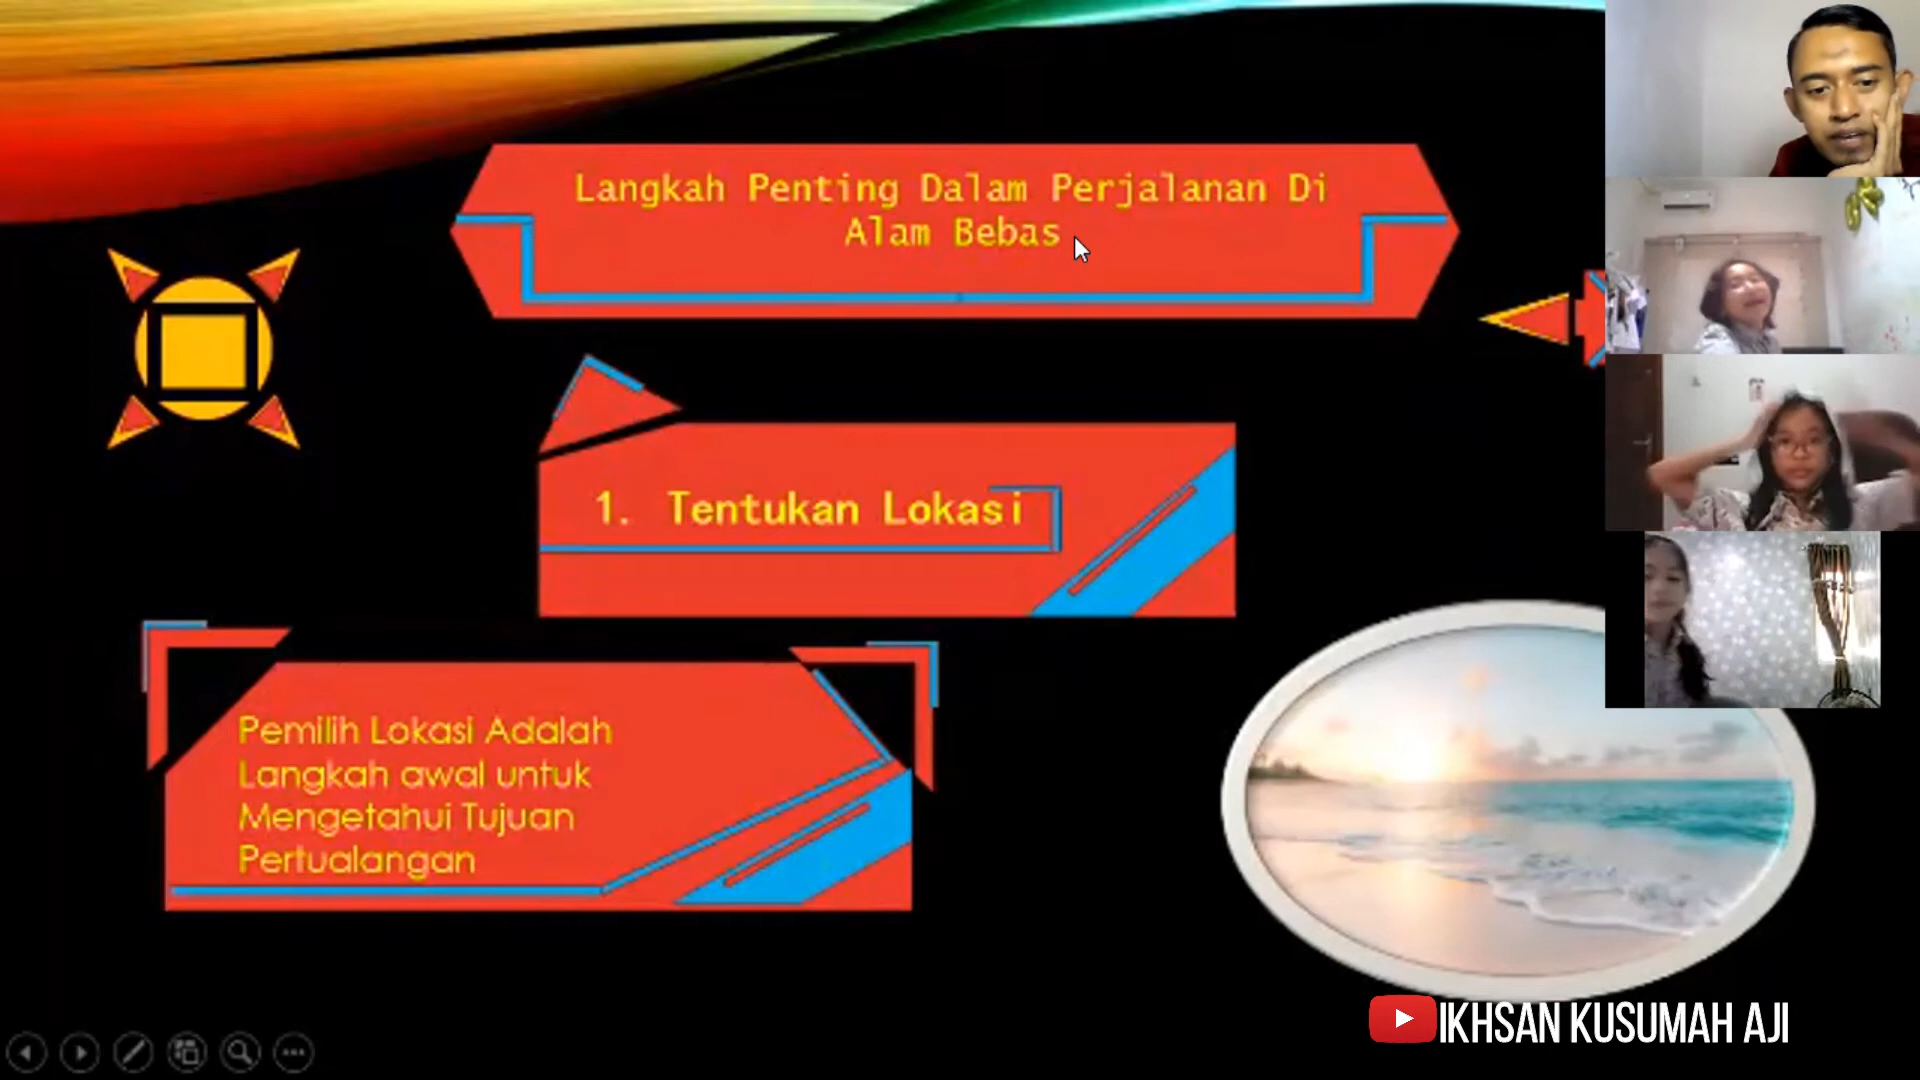 Langkah Penting Dalam Perjalanan Di
Alam Bebas
1. Tentukan Lokasi
Pemilih Lokasi Adalah
Langkah awal untuk
Mengetahui Tujuan
Pertualangan
IKHSAN KUSUMAH AJI